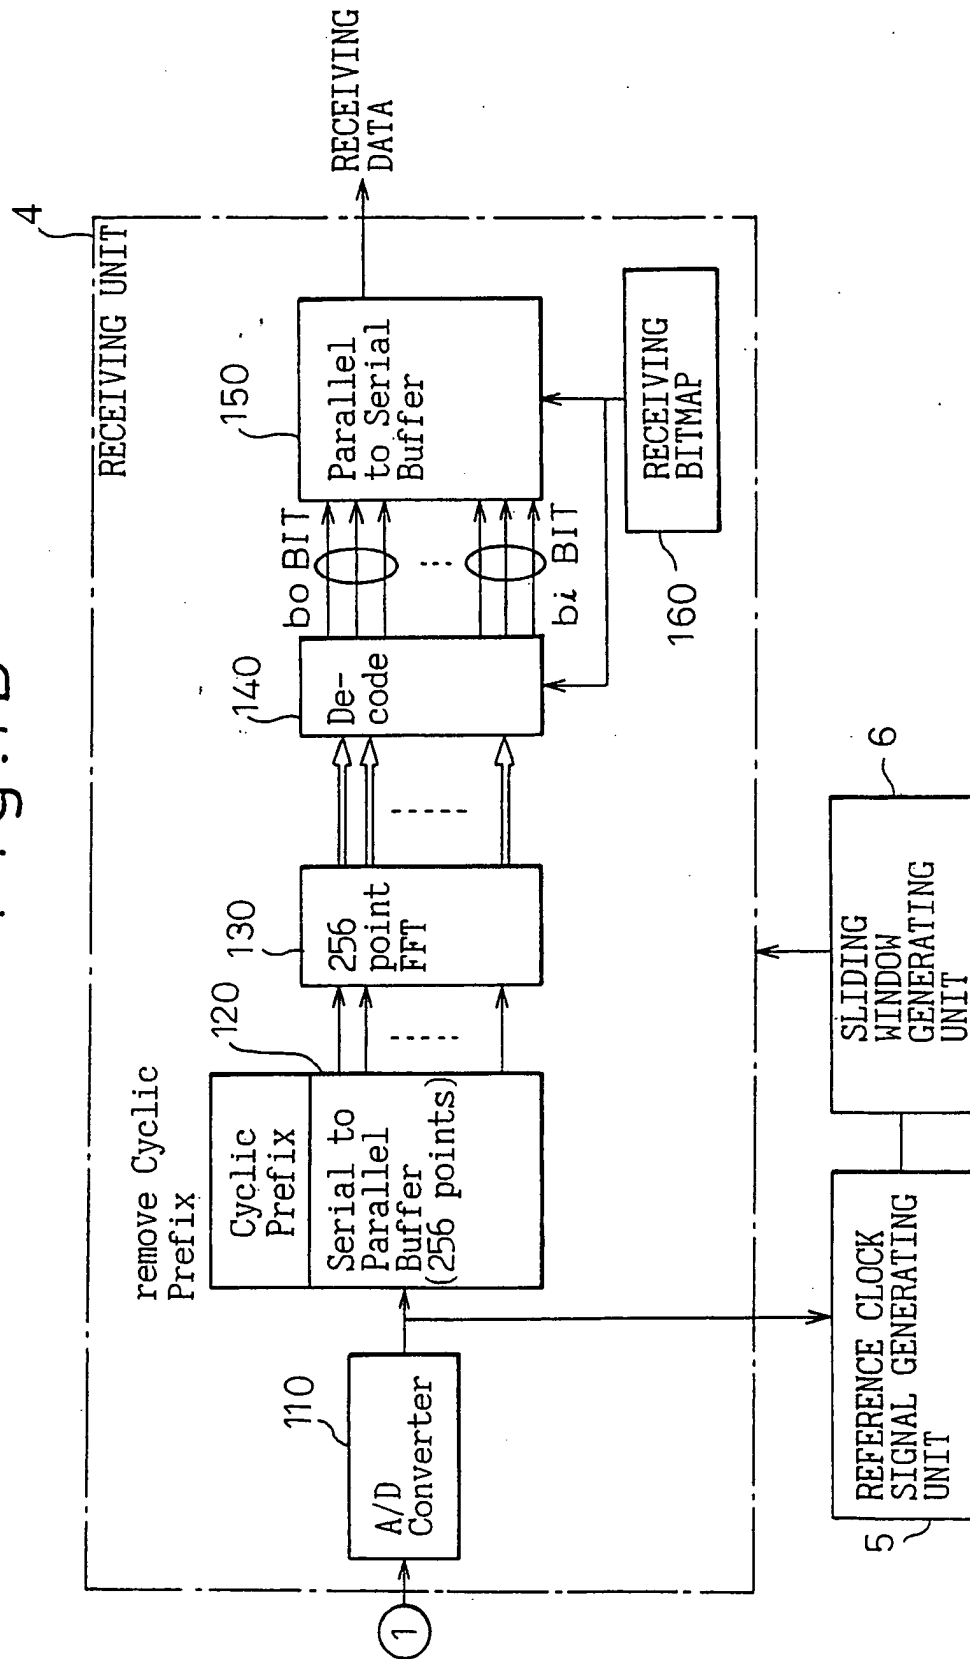 4
RECEIVING UNIT
1
110
A/D
Converter
remove Cyclic
Prefix
120
Cyclic
Prefix
Serial to
Parallel
Buffer
(256 points)
130
256
point
FFT
140
De-
code
bo BIT
bi BIT
150
Parallel
to Serial
Buffer
RECEIVING
DATA
160
RECEIVING
BITMAP
5
REFERENCE CLOCK
SIGNAL GENERATING
UNIT
6
SLIDING
WINDOW
GENERATING
UNIT